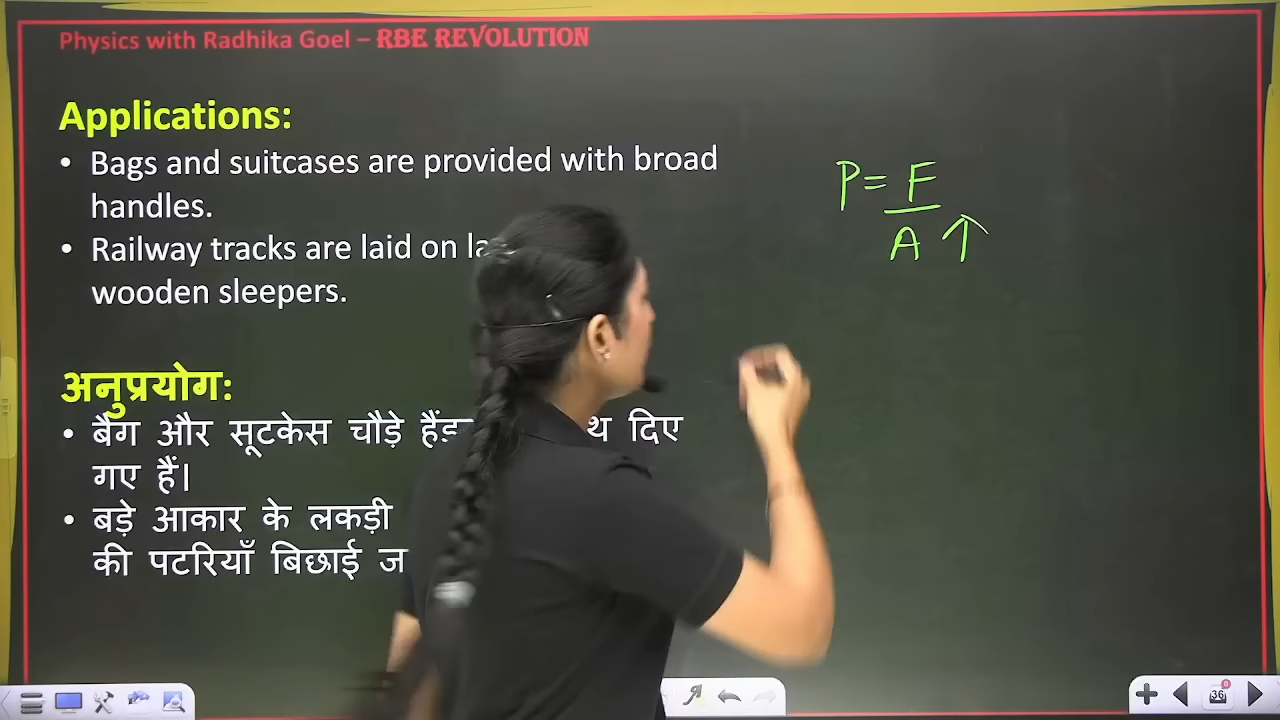 Physics with Radhika Goel – RBE REVOLUTION
Applications:
• Bags and suitcases are provided with broad
handles.
• Railway tracks are laid on
wooden sleepers.
अनुप्रयोग:
• बैग और सूटकेस चौड़े दिए
गए हैं।
• बड़े आकार के लकड़ी
की पटरियाँ बिछाई
P = F
A ↑
36